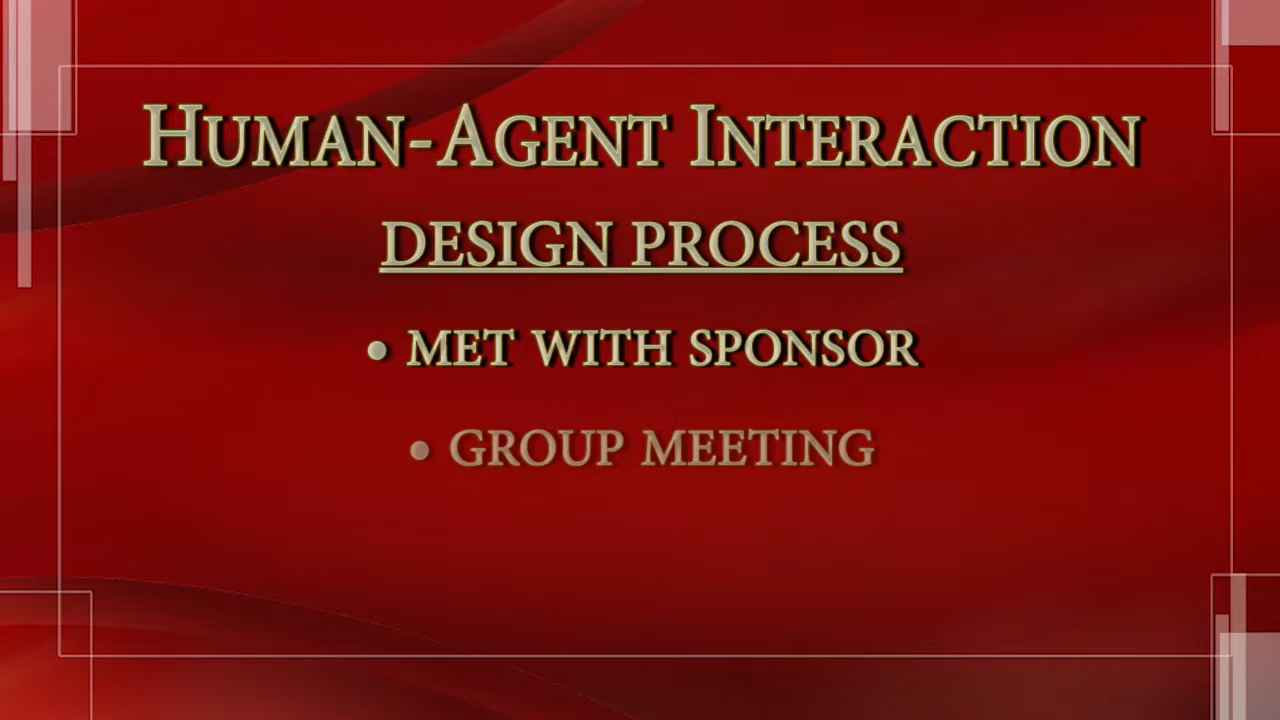 Human-Agent Interaction
DESIGN PROCESS
• MET WITH SPONSOR
• GROUP MEETING